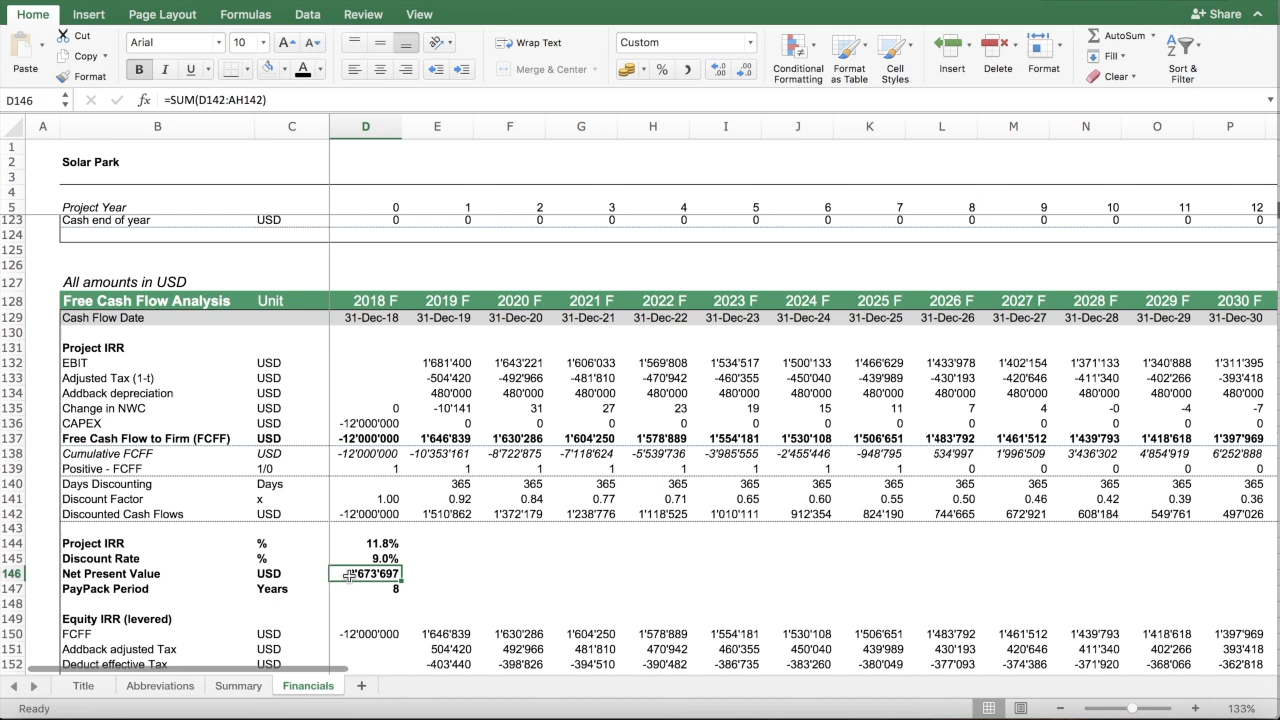 Home Insert Page Layout Formulas Data Review View Share
Paste Cut Copy Format Arial 10 A A B I U A Wrap Text Merge & Center Custom % Conditional Formatting Format as Table Cell Styles Insert Delete Format AutoSum Fill Clear Sort & Filter
D146 fx =SUM(D142:AH142)
A B C D E F G H I J K L M N O P
1
2 Solar Park
3
4
5 Project Year 0 1 2 3 4 5 6 7 8 9 10 11 12
123 Cash end of year USD 0 0 0 0 0 0 0 0 0 0 0 0 0
124
125
126
127 All amounts in USD
128 Free Cash Flow Analysis Unit 2018 F 2019 F 2020 F 2021 F 2022 F 2023 F 2024 F 2025 F 2026 F 2027 F 2028 F 2029 F 2030 F
129 Cash Flow Date 31-Dec-18 31-Dec-19 31-Dec-20 31-Dec-21 31-Dec-22 31-Dec-23 31-Dec-24 31-Dec-25 31-Dec-26 31-Dec-27 31-Dec-28 31-Dec-29 31-Dec-30
130
131 Project IRR
132 EBIT USD 1'681'400 1'643'221 1'606'033 1'569'808 1'534'517 1'500'133 1'466'629 1'433'978 1'402'154 1'371'133 1'340'888 1'311'395
133 Adjusted Tax (1-t) USD -504'420 -492'966 -481'810 -470'942 -460'355 -450'040 -439'989 -430'193 -420'646 -411'340 -402'266 -393'418
134 Addback depreciation USD 480'000 480'000 480'000 480'000 480'000 480'000 480'000 480'000 480'000 480'000 480'000 480'000
135 Change in NWC USD 0 -10'141 31 27 23 19 15 11 7 4 -0 -4 -7
136 CAPEX USD -12'000'000 0 0 0 0 0 0 0 0 0 0 0 0
137 Free Cash Flow to Firm (FCFF) USD -12'000'000 1'646'839 1'630'286 1'604'250 1'578'889 1'554'181 1'530'108 1'506'651 1'483'792 1'461'512 1'439'793 1'418'618 1'397'969
138 Cumulative FCFF USD -12'000'000 -10'353'161 -8'722'875 -7'118'624 -5'539'736 -3'985'555 -2'455'446 -948'795 534'997 1'996'509 3'436'302 4'854'919 6'252'888
139 Positive - FCFF 1/0 1 1 1 1 1 1 1 1 0 0 0 0 0
140 Days Discounting Days 365 365 365 365 365 365 365 365 365 365 365 365
141 Discount Factor x 1.00 0.92 0.84 0.77 0.71 0.65 0.60 0.55 0.50 0.46 0.42 0.39 0.36
142 Discounted Cash Flows USD -12'000'000 1'510'862 1'372'179 1'238'776 1'118'525 1'010'111 912'354 824'190 744'665 672'921 608'184 549'761 497'026
143
144 Project IRR % 11.8%
145 Discount Rate % 9.0%
146 Net Present Value USD '673'697
147 PayPack Period Years 8
148
149 Equity IRR (levered)
150 FCFF USD -12'000'000 1'646'839 1'630'286 1'604'250 1'578'889 1'554'181 1'530'108 1'506'651 1'483'792 1'461'512 1'439'793 1'418'618 1'397'969
151 Addback adjusted Tax USD 504'420 492'966 481'810 470'942 460'355 450'040 439'989 430'193 420'646 411'340 402'266 393'418
152 Deduct effective Tax USD -403'440 -398'826 -394'510 -390'482 -386'735 -383'260 -380'049 -377'093 -374'386 -371'920 -368'066 -362'818
Title Abbreviations Summary Financials +
Ready 133%